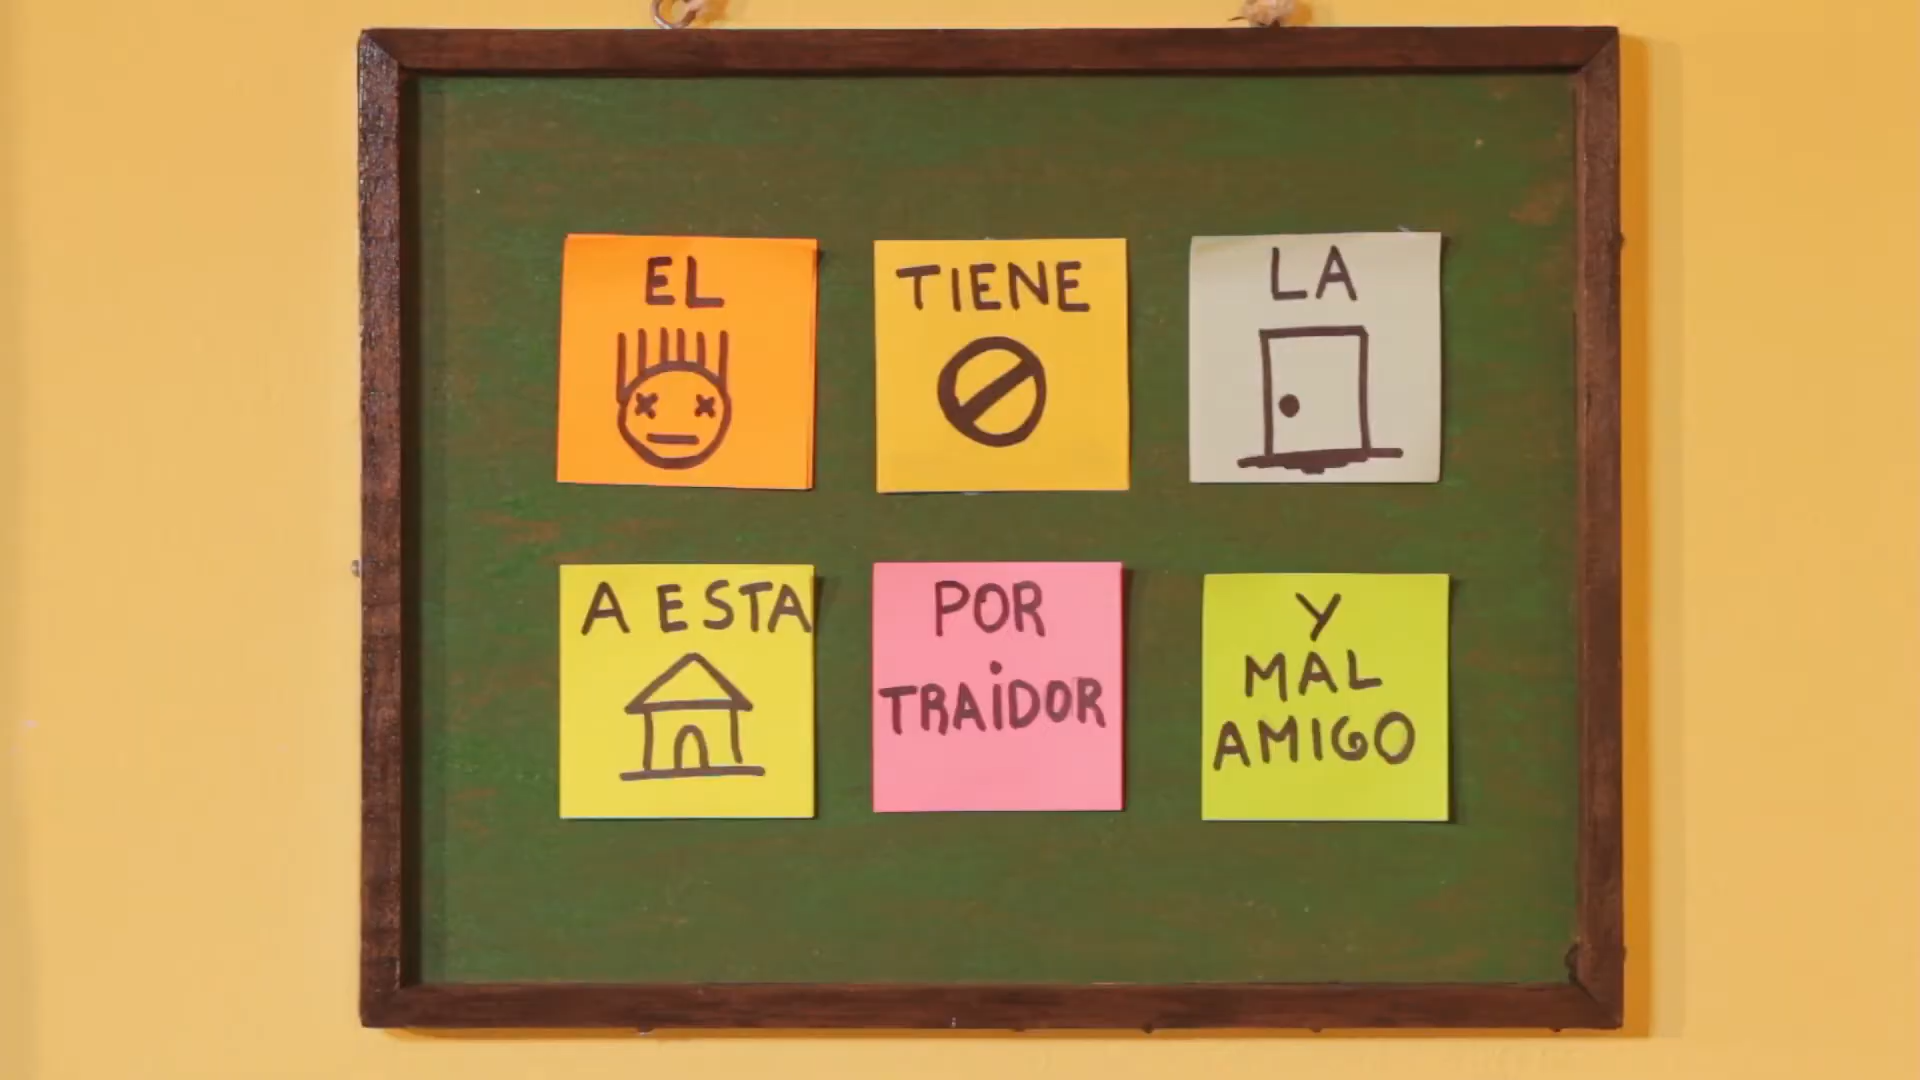 EL
TIENE
LA
A ESTA
POR
TRAiDOR
Y
MAL
AMIGO